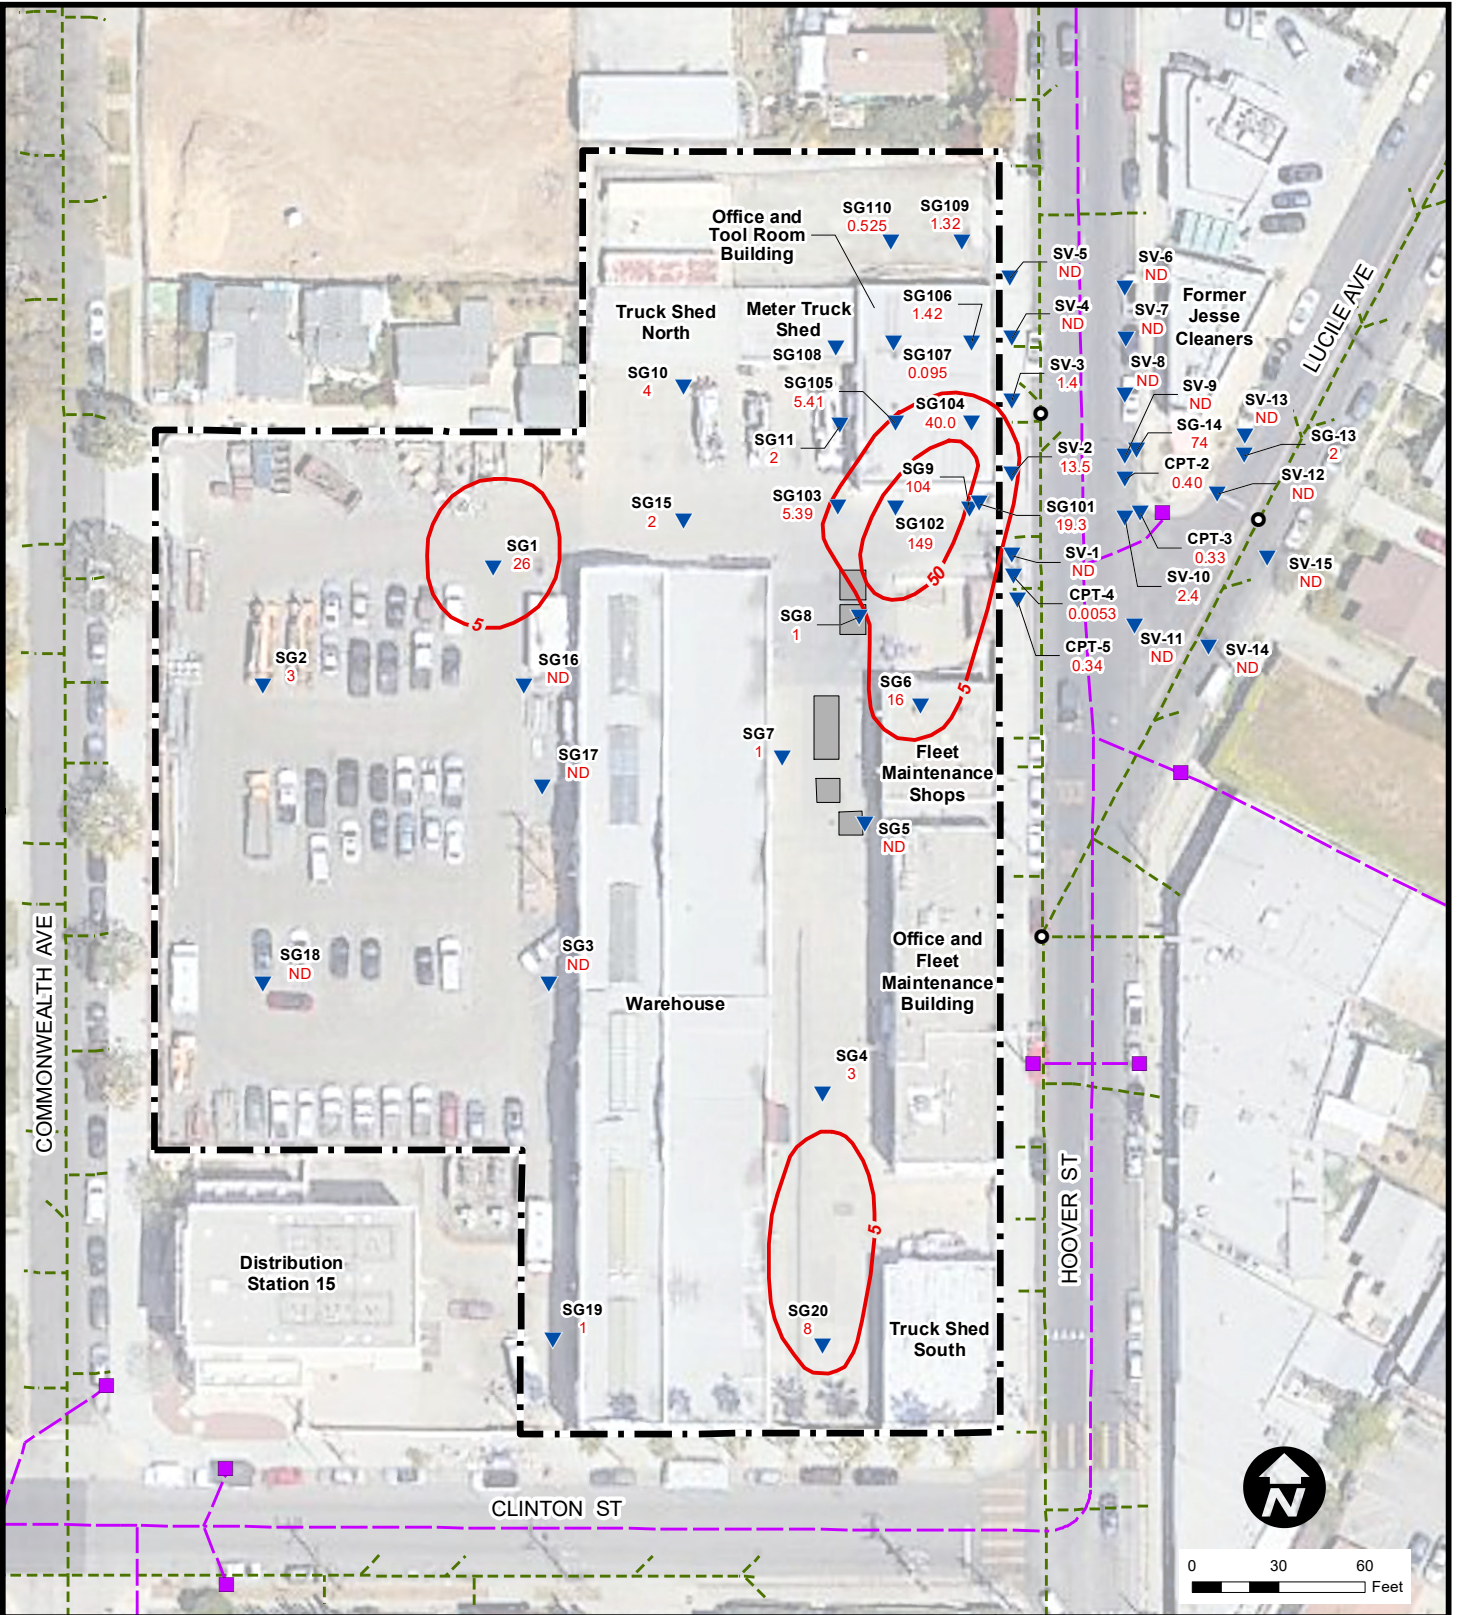 SG110
0.525
SG109
1.32
Office and
Tool Room
Building
SV-5
ND
SV-6
ND
Former
Jesse
Cleaners
LUCILE AVE
Truck Shed
North
Meter Truck
Shed
SG106
1.42
SV-4
ND
SV-7
ND
SG108
SG107
0.095
SG10
4
SG105
5.41
SV-3
1.4
SV-8
ND
SV-9
ND
SV-13
ND
SG104
40.0
SG11
2
SG-14
74
SG-13
2
SV-2
13.5
CPT-2
0.40
SV-12
ND
SG9
104
SG103
5.39
SG15
2
SG102
149
SG101
19.3
CPT-3
0.33
SG1
26
5
50
SV-1
ND
SV-10
2.4
SV-15
ND
CPT-4
0.0053
SG8
1
SV-11
ND
SV-14
ND
CPT-5
0.34
SG2
3
SG16
ND
SG6
16
5
SG7
1
SG17
ND
Fleet
Maintenance
Shops
SG5
ND
COMMONWEALTH AVE
SG18
ND
SG3
ND
Office and
Fleet
Maintenance
Building
Warehouse
SG4
3
HOOVER ST
5
Distribution
Station 15
SG19
1
SG20
8
Truck Shed
South
CLINTON ST
N
0 30 60
Feet